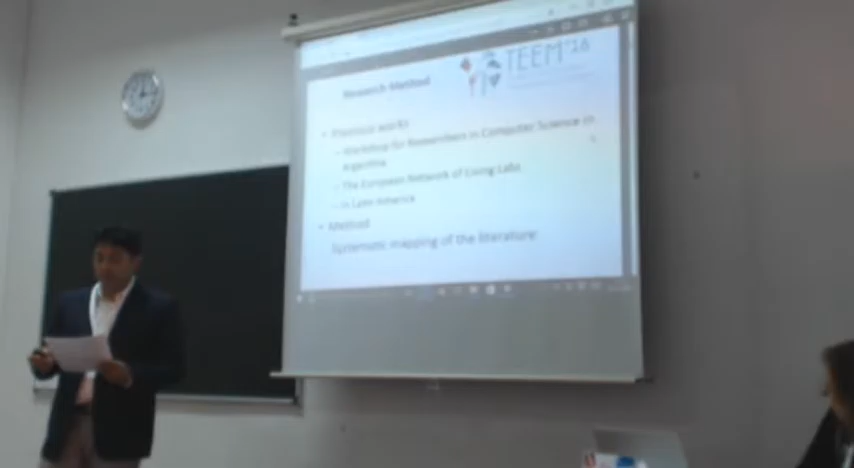 TEEM'16
Research Method
• Previous works
– Workshop for Researchers in Computer Science in
Argentina
– The European Network of Living Labs
– in Latin America
• Method
Systematic mapping of the literature